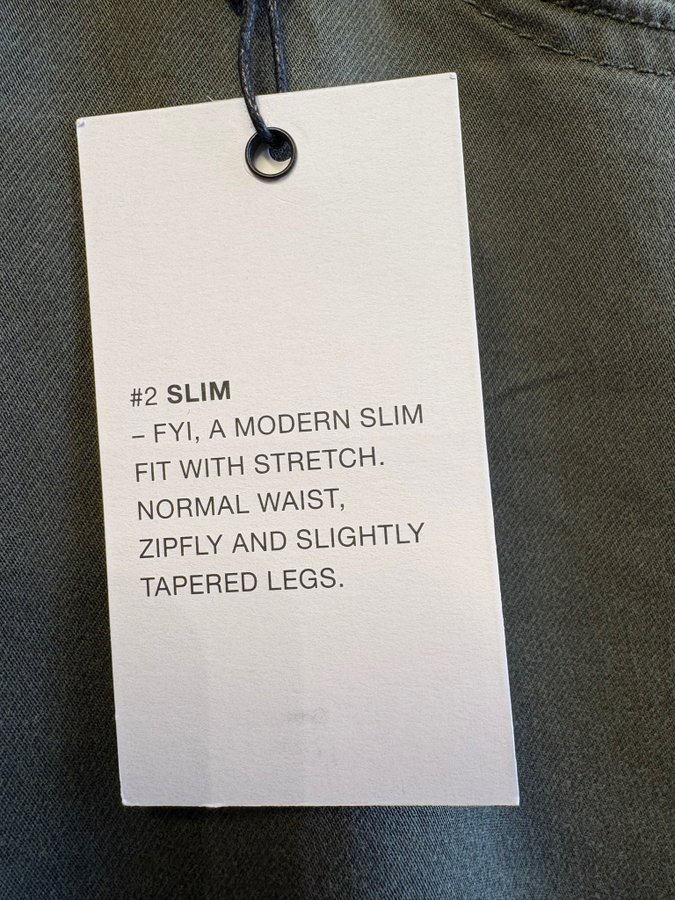 #2 SLIM
– FYI, A MODERN SLIM
FIT WITH STRETCH.
NORMAL WAIST,
ZIPFLY AND SLIGHTLY
TAPERED LEGS.